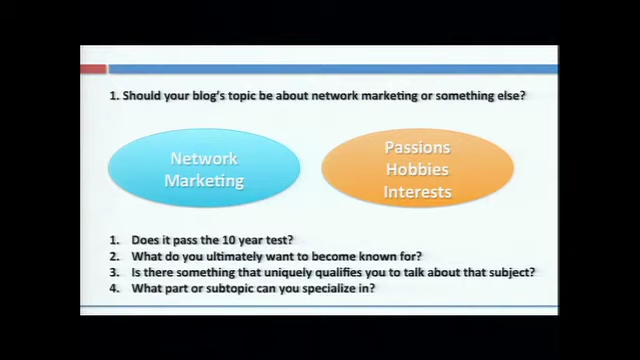 1. Should your blog's topic be about network marketing or something else?
Network
Marketing
Passions
Hobbies
Interests
1. Does it pass the 10 year test?
2. What do you ultimately want to become known for?
3. Is there something that uniquely qualifies you to talk about that subject?
4. What part or subtopic can you specialize in?